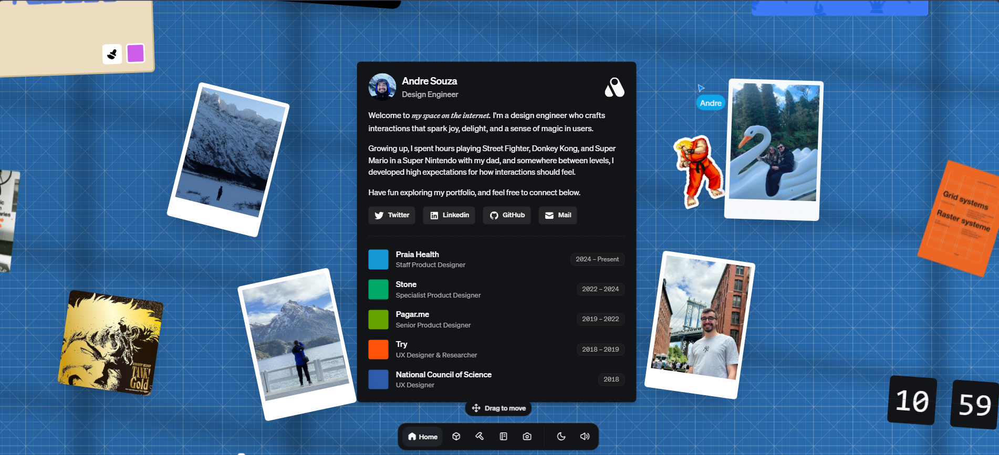 Andre Souza
Design Engineer
Welcome to my space on the internet. I'm a design engineer who crafts
interactions that spark joy, delight, and a sense of magic in users.
Growing up, I spent hours playing Street Fighter, Donkey Kong, and Super
Mario in a Super Nintendo with my dad, and somewhere between levels, I
developed high expectations for how interactions should feel.
Have fun exploring my portfolio, and feel free to connect below.
Twitter
Linkedin
GitHub
Mail
Praia Health
Staff Product Designer
2024 – Present
Stone
Specialist Product Designer
2022 – 2024
Pagar.me
Senior Product Designer
2019 – 2022
Try
UX Designer & Researcher
2018 – 2019
National Council of Science
UX Designer
2018
Drag to move
Home
Andre
Grid systems
Raster systeme
COWBOY BEBOP
TANK!
Gold
10
59